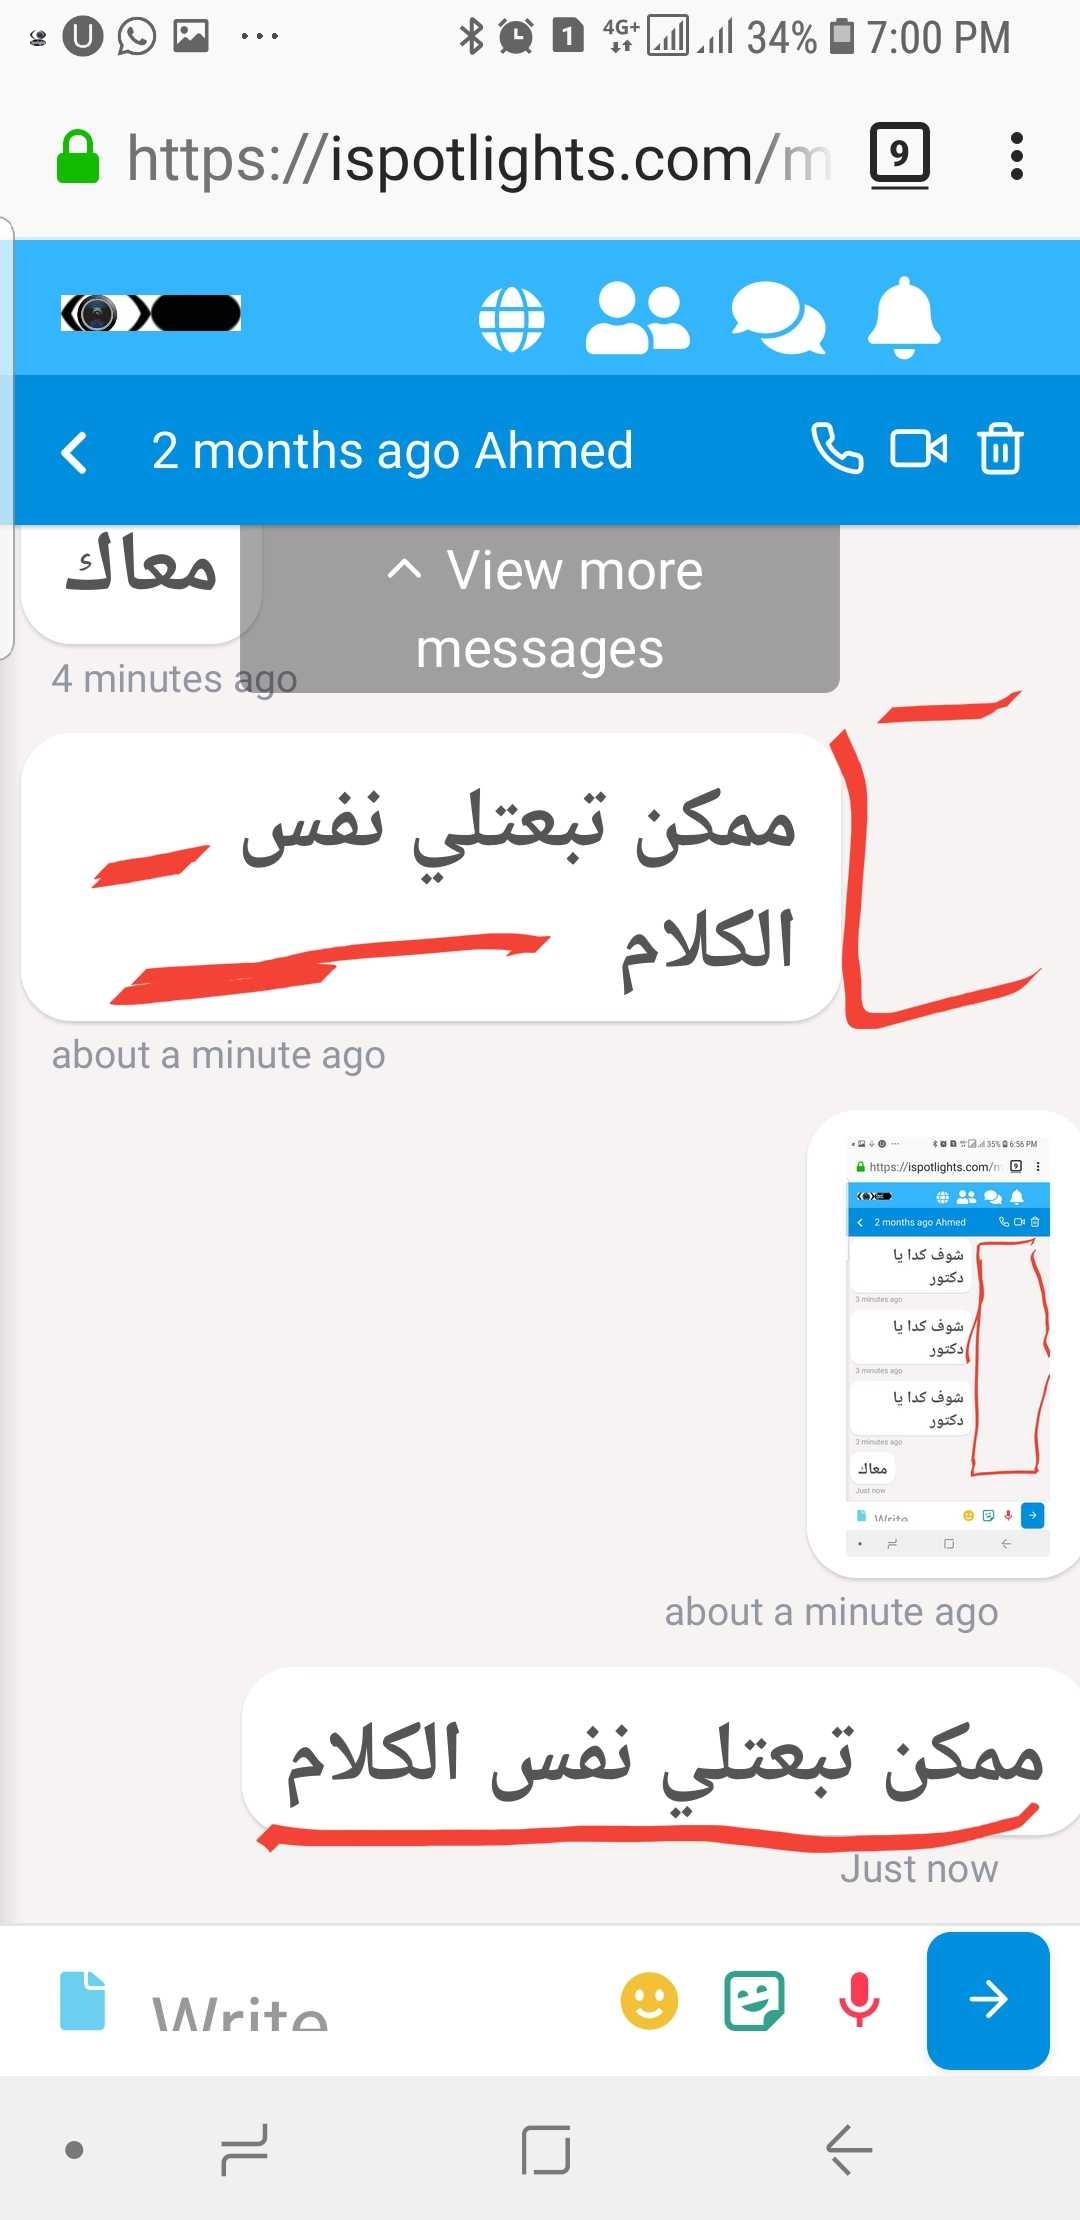 4G+ 34% 7:00 PM
https://ispotlights.com/m
9
2 months ago Ahmed
معاك
View more
messages
4 minutes ago
ممكن تبعتلي نفس
الكلام
about a minute ago
35% 6:56 PM
https://ispotlights.com/m
9
2 months ago Ahmed
شوف كدا يا
دكتور
3 minutes ago
شوف كدا يا
دكتور
3 minutes ago
شوف كدا يا
دكتور
3 minutes ago
معاك
Just now
Write
about a minute ago
ممكن تبعتلي نفس الكلام
Just now
Write